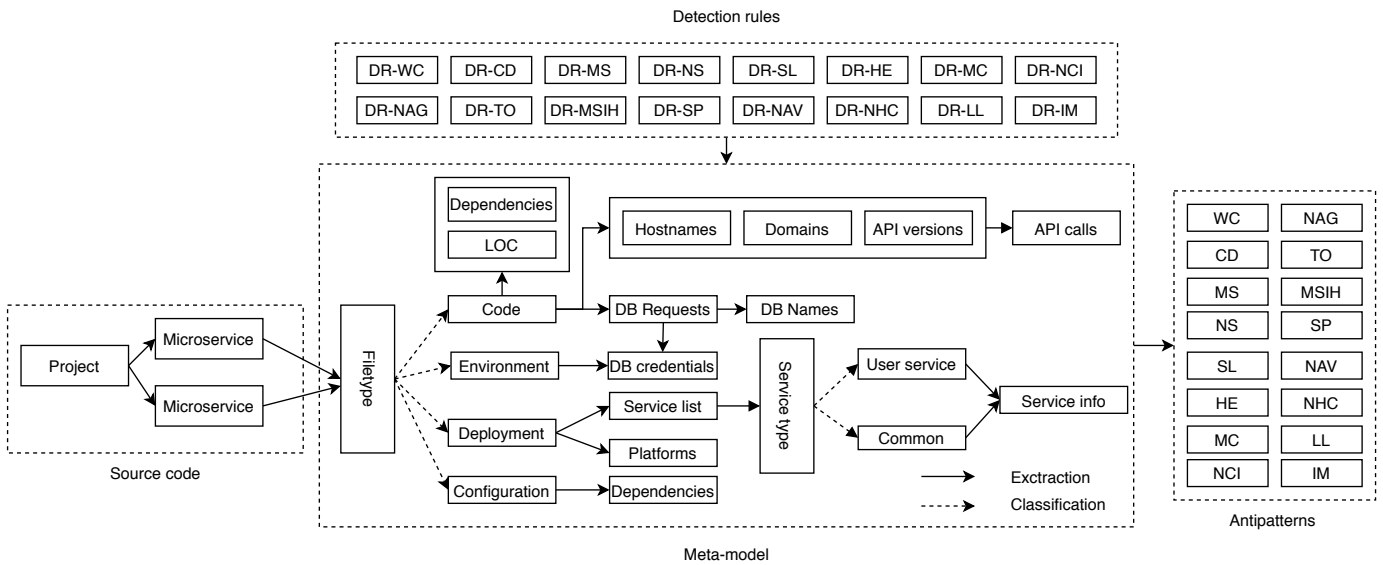 Detection rules
DR-WC DR-CD DR-MS DR-NS DR-SL DR-HE DR-MC DR-NCI
DR-NAG DR-TO DR-MSIH DR-SP DR-NAV DR-NHC DR-LL DR-IM
Project
Microservice
Microservice
Source code
Filetype
Dependencies
LOC
Code
Environment
Deployment
Configuration
Hostnames Domains API versions
API calls
DB Requests
DB Names
DB credentials
Service list
Platforms
Dependencies
Service type
User service
Common
Service info
Exctraction
Classification
Meta-model
WC NAG
CD TO
MS MSIH
NS SP
SL NAV
HE NHC
MC LL
NCI IM
Antipatterns